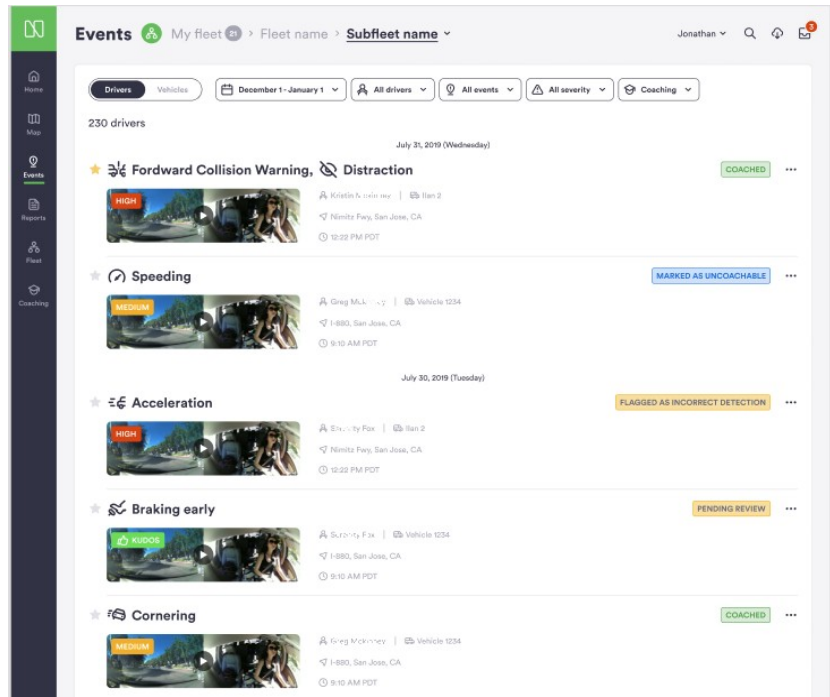 Events My fleet 21 > Fleet name > Subfleet name
Jonathan
3
Home
Map
Events
Reports
Fleet
Coaching
Drivers Vehicles December 1 - January 1 All drivers All events All severity Coaching
230 drivers
July 31, 2019 (Wednesday)
Fordward Collision Warning, Distraction COACHED
HIGH
Kristin | Ilan 2
Nimitz Fwy, San Jose, CA
12:22 PM PDT
Speeding MARKED AS UNCOACHABLE
MEDIUM
Greg | Vehicle 1234
I-880, San Jose, CA
9:10 AM PDT
July 30, 2019 (Tuesday)
Acceleration FLAGGED AS INCORRECT DETECTION
HIGH
Fox | Ilan 2
Nimitz Fwy, San Jose, CA
12:22 PM PDT
Braking early PENDING REVIEW
KUDOS
Fox | Vehicle 1234
I-880, San Jose, CA
9:10 AM PDT
Cornering COACHED
MEDIUM
Greg | Vehicle 1234
I-880, San Jose, CA
9:10 AM PDT